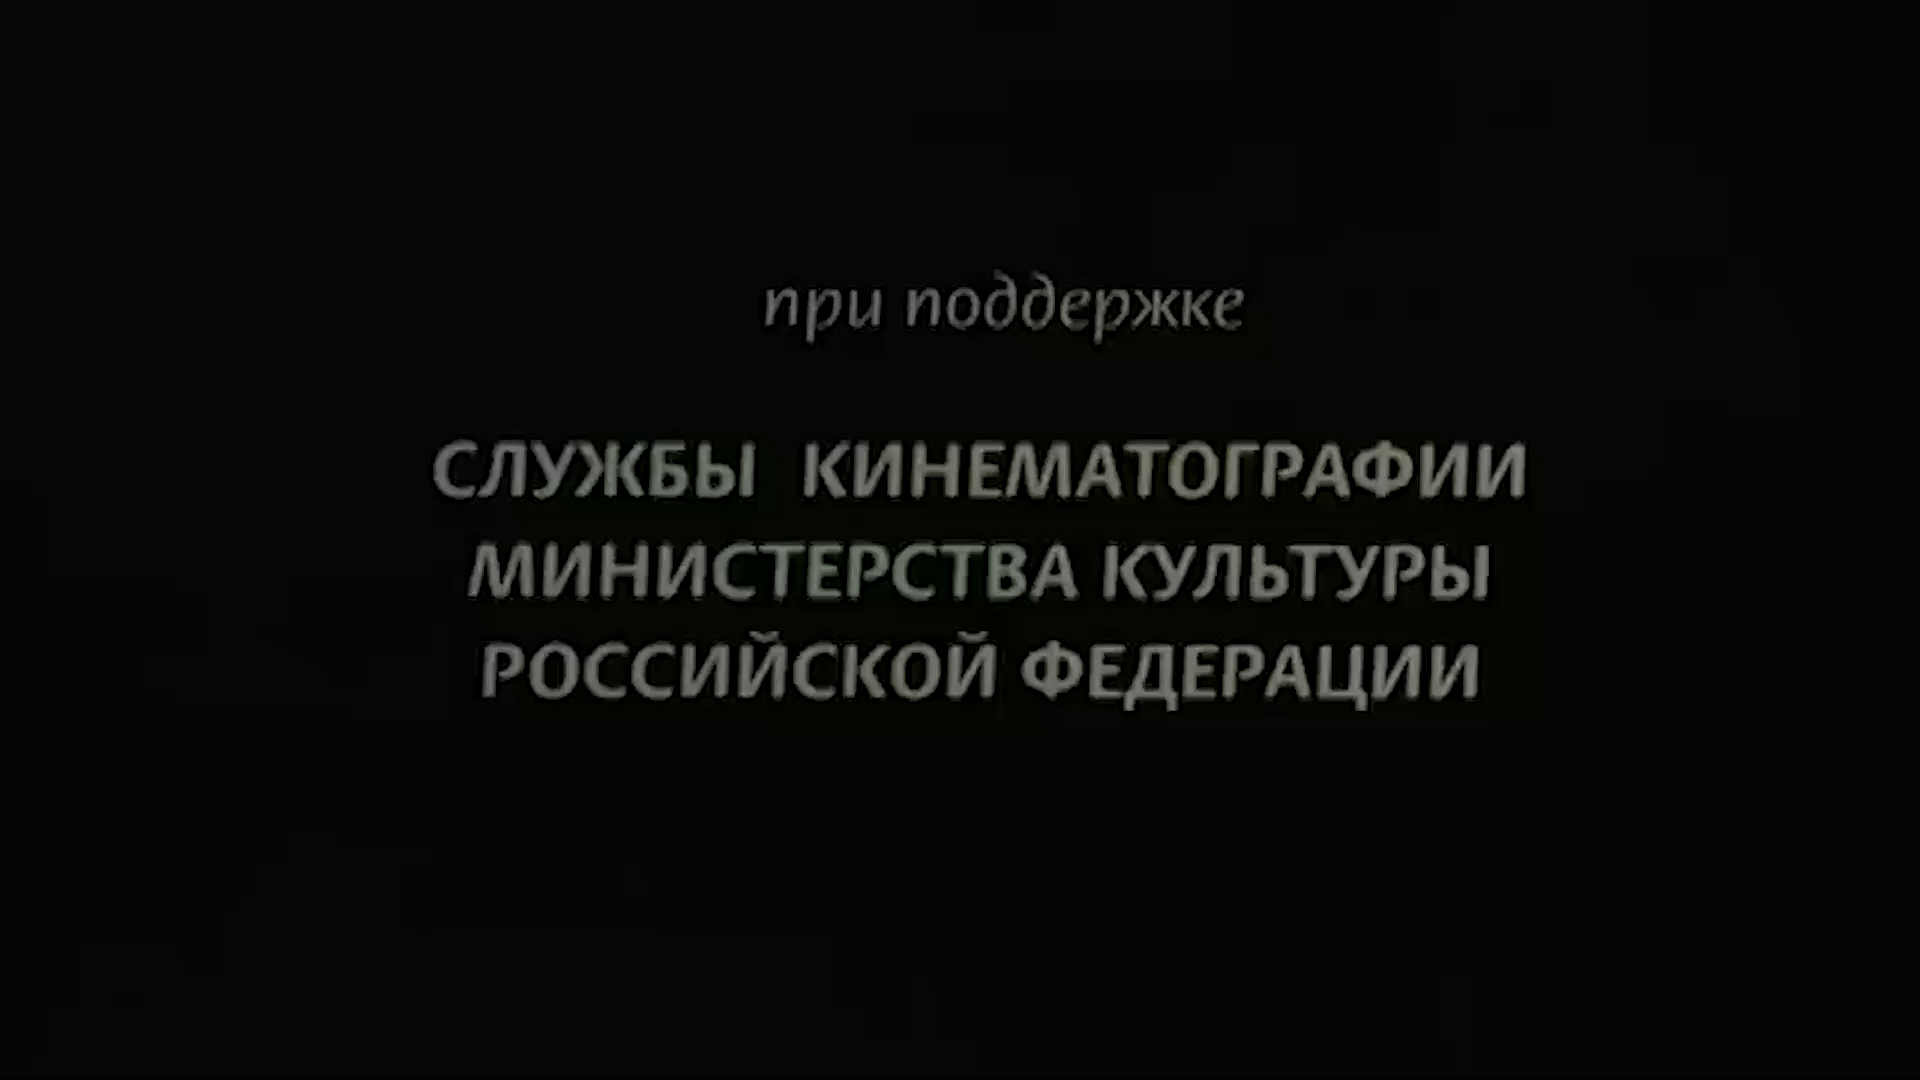 при поддержке
СЛУЖБЫ КИНЕМАТОГРАФИИ
МИНИСТЕРСТВА КУЛЬТУРЫ
РОССИЙСКОЙ ФЕДЕРАЦИИ